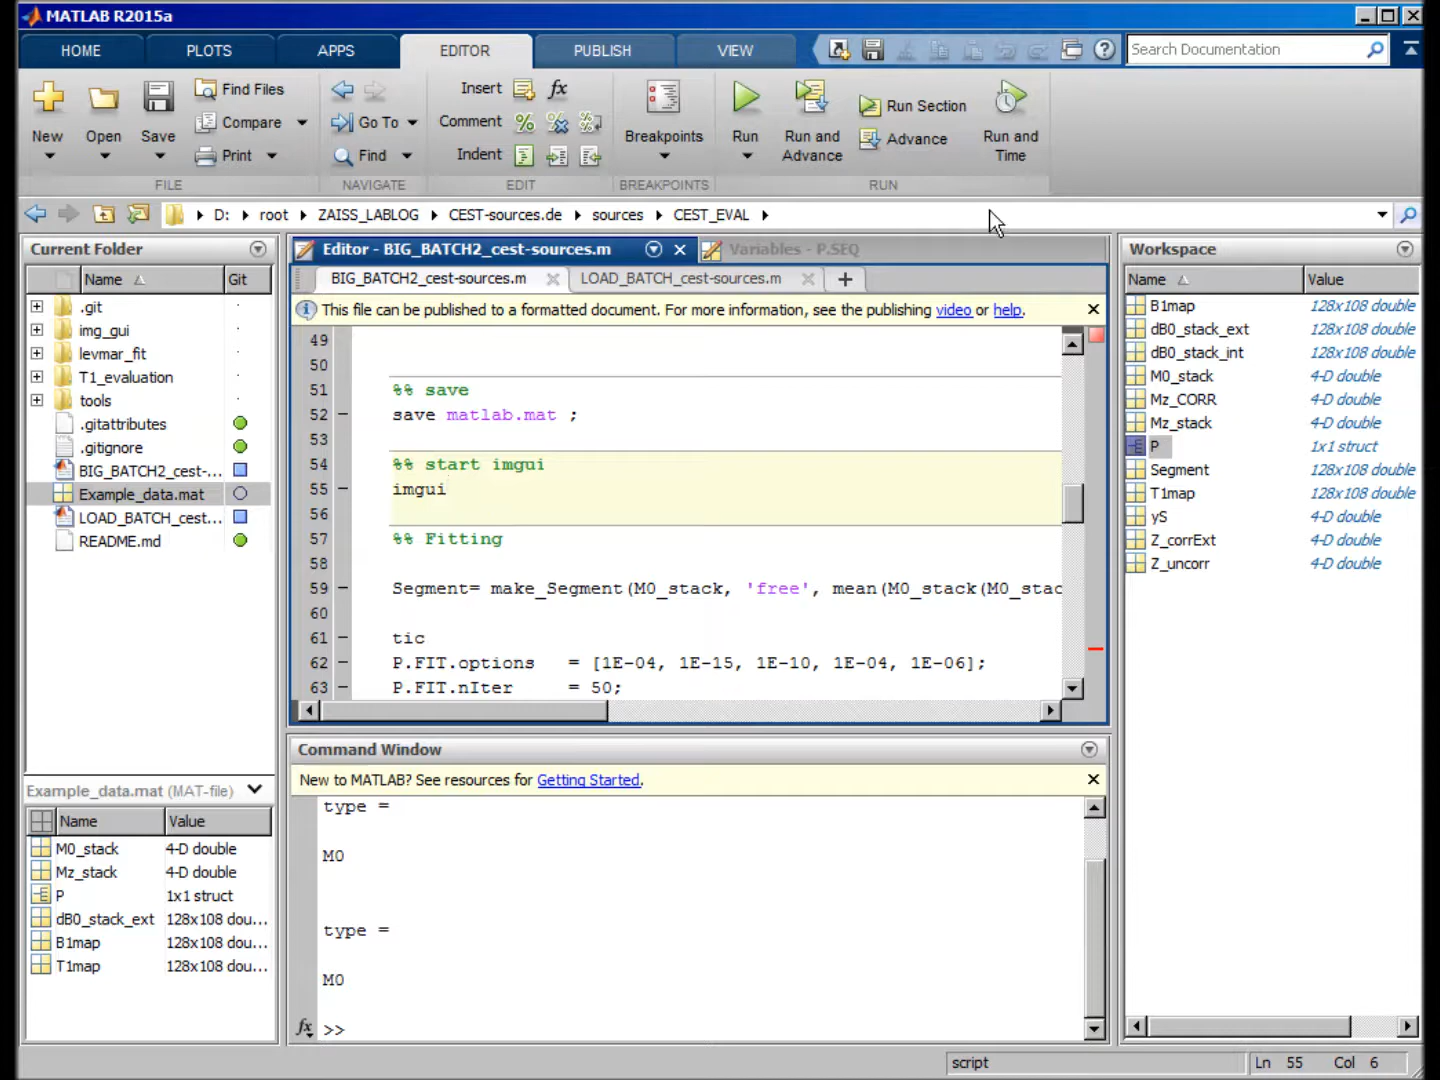 MATLAB R2015a
HOME PLOTS APPS EDITOR PUBLISH VIEW Search Documentation
New Open Save Find Files Compare Print
FILE
Go To Find
NAVIGATE
Insert fx
Comment
Indent
EDIT
Breakpoints
BREAKPOINTS
Run Run and Advance Run Section Advance Run and Time
RUN
D: root ZAISS_LABLOG CEST-sources.de sources CEST_EVAL
Current Folder
Name Git
.git
img_gui
levmar_fit
T1_evaluation
tools
.gitattributes
.gitignore
BIG_BATCH2_cest-...
Example_data.mat
LOAD_BATCH_cest...
README.md
Example_data.mat (MAT-file)
Name Value
M0_stack 4-D double
Mz_stack 4-D double
P 1x1 struct
dB0_stack_ext 128x108 dou...
B1map 128x108 dou...
T1map 128x108 dou...
Editor - BIG_BATCH2_cest-sources.m Variables - P.SEQ
BIG_BATCH2_cest-sources.m LOAD_BATCH_cest-sources.m
This file can be published to a formatted document. For more information, see the publishing video or help.
49
50
51 %% save
52 – save matlab.mat ;
53
54 %% start imgui
55 – imgui
56
57 %% Fitting
58
59 – Segment= make_Segment(M0_stack, 'free', mean(M0_stack(M0_stac
60
61 – tic
62 – P.FIT.options = [1E-04, 1E-15, 1E-10, 1E-04, 1E-06];
63 – P.FIT.nIter = 50;
Command Window
New to MATLAB? See resources for Getting Started.
type =
M0
type =
M0
fx >>
Workspace
Name Value
B1map 128x108 double
dB0_stack_ext 128x108 double
dB0_stack_int 128x108 double
M0_stack 4-D double
Mz_CORR 4-D double
Mz_stack 4-D double
P 1x1 struct
Segment 128x108 double
T1map 128x108 double
yS 4-D double
Z_corrExt 4-D double
Z_uncorr 4-D double
script Ln 55 Col 6